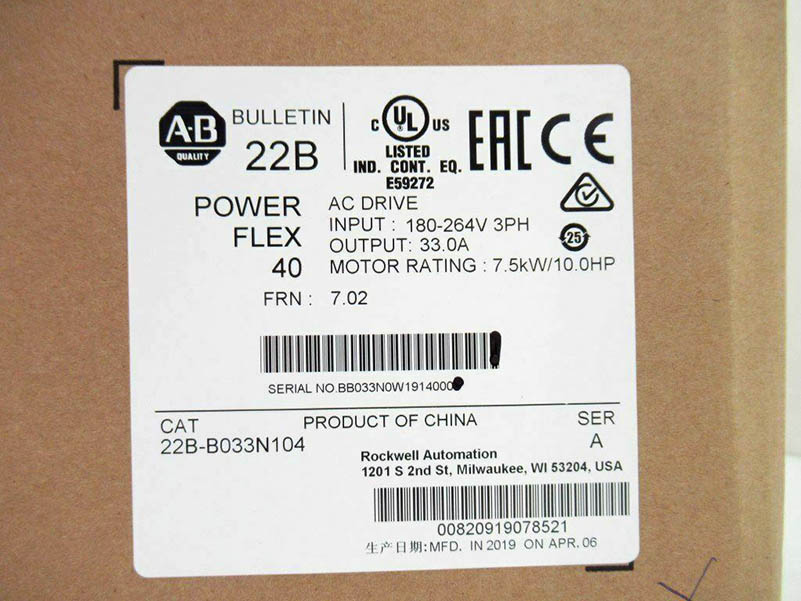 A-B
QUALITY
BULLETIN
22B
C UL US
LISTED
IND. CONT. EQ.
E59272
EAC CE
POWER
FLEX
40
AC DRIVE
INPUT : 180-264V 3PH
OUTPUT: 33.0A
MOTOR RATING : 7.5kW/10.0HP
25
FRN : 7.02
SERIAL NO.BB033N0W1914000
CAT
22B-B033N104
PRODUCT OF CHINA
SER
A
Rockwell Automation
1201 S 2nd St, Milwaukee, WI 53204, USA
00820919078521
生产日期:MFD. IN 2019 ON APR. 06